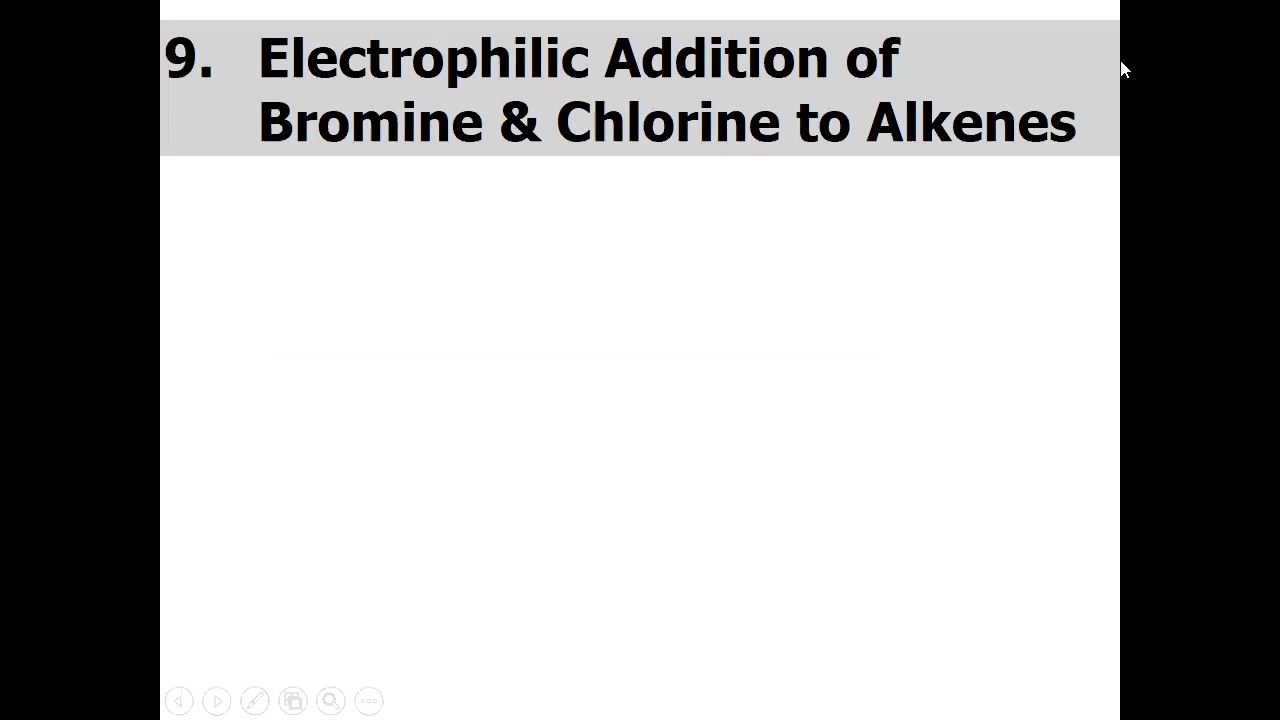 9. Electrophilic Addition of
Bromine & Chlorine to Alkenes